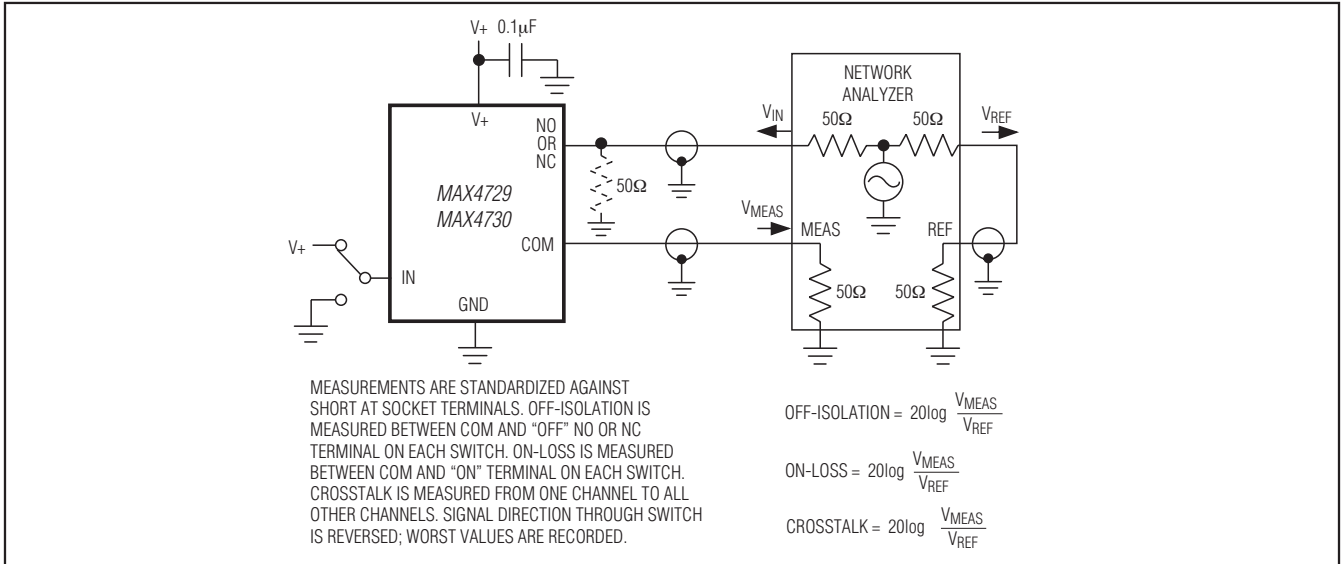 V+ 0.1μF
V+
NO
OR
NC
50Ω
MAX4729
MAX4730
COM
V+
IN
GND
NETWORK
ANALYZER
VIN
50Ω
50Ω
VREF
VMEAS
MEAS
REF
50Ω
50Ω
MEASUREMENTS ARE STANDARDIZED AGAINST
SHORT AT SOCKET TERMINALS. OFF-ISOLATION IS
MEASURED BETWEEN COM AND “OFF” NO OR NC
TERMINAL ON EACH SWITCH. ON-LOSS IS MEASURED
BETWEEN COM AND “ON” TERMINAL ON EACH SWITCH.
CROSSTALK IS MEASURED FROM ONE CHANNEL TO ALL
OTHER CHANNELS. SIGNAL DIRECTION THROUGH SWITCH
IS REVERSED; WORST VALUES ARE RECORDED.
OFF-ISOLATION = 20log VMEAS
VREF
ON-LOSS = 20log VMEAS
VREF
CROSSTALK = 20log VMEAS
VREF